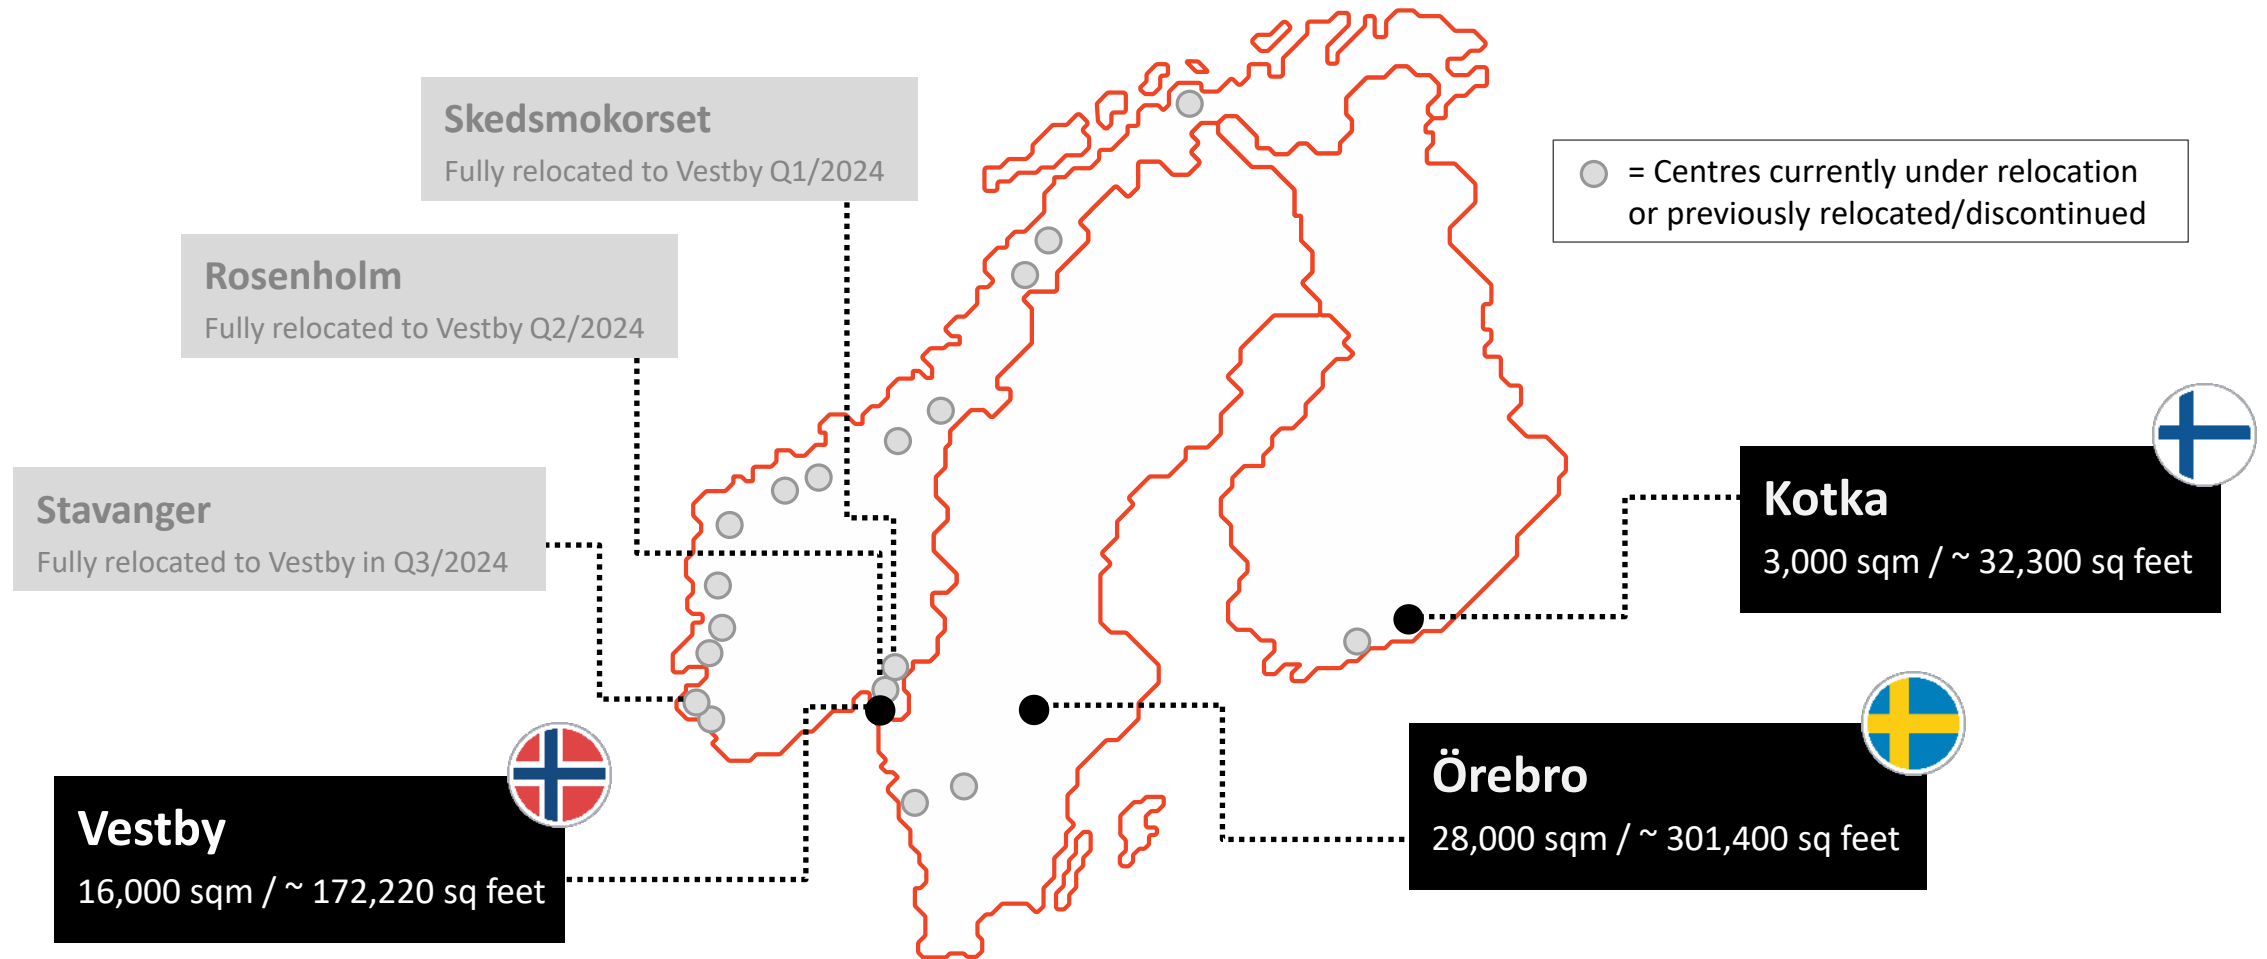 Skedsmokorset
Fully relocated to Vestby Q1/2024
= Centres currently under relocation
or previously relocated/discontinued
Rosenholm
Fully relocated to Vestby Q2/2024
Stavanger
Fully relocated to Vestby in Q3/2024
Kotka
3,000 sqm / ~ 32,300 sq feet
Örebro
28,000 sqm / ~ 301,400 sq feet
Vestby
16,000 sqm / ~ 172,220 sq feet